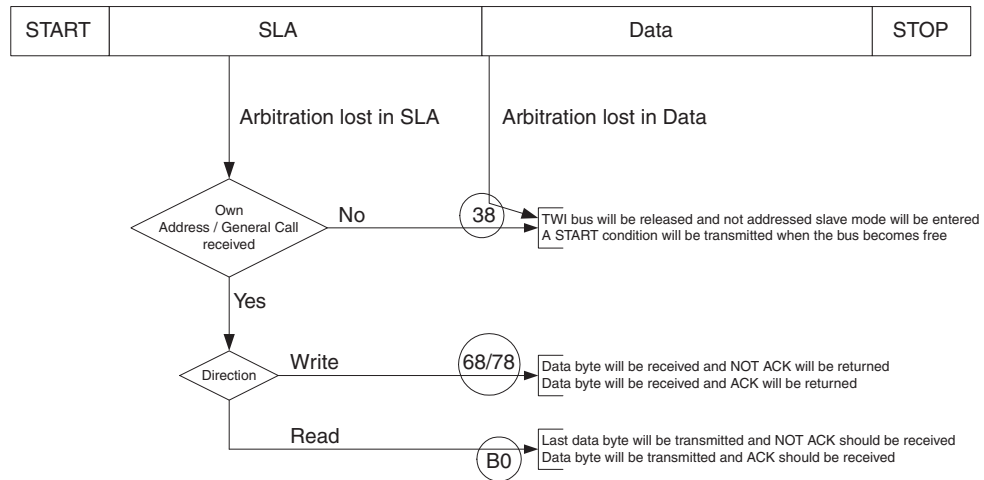 START SLA Data STOP
Arbitration lost in SLA Arbitration lost in Data
Own
Address / General Call
received
No
38
TWI bus will be released and not addressed slave mode will be entered
A START condition will be transmitted when the bus becomes free
Yes
Direction
Write
68/78
Data byte will be received and NOT ACK will be returned
Data byte will be received and ACK will be returned
Read
B0
Last data byte will be transmitted and NOT ACK should be received
Data byte will be transmitted and ACK should be received